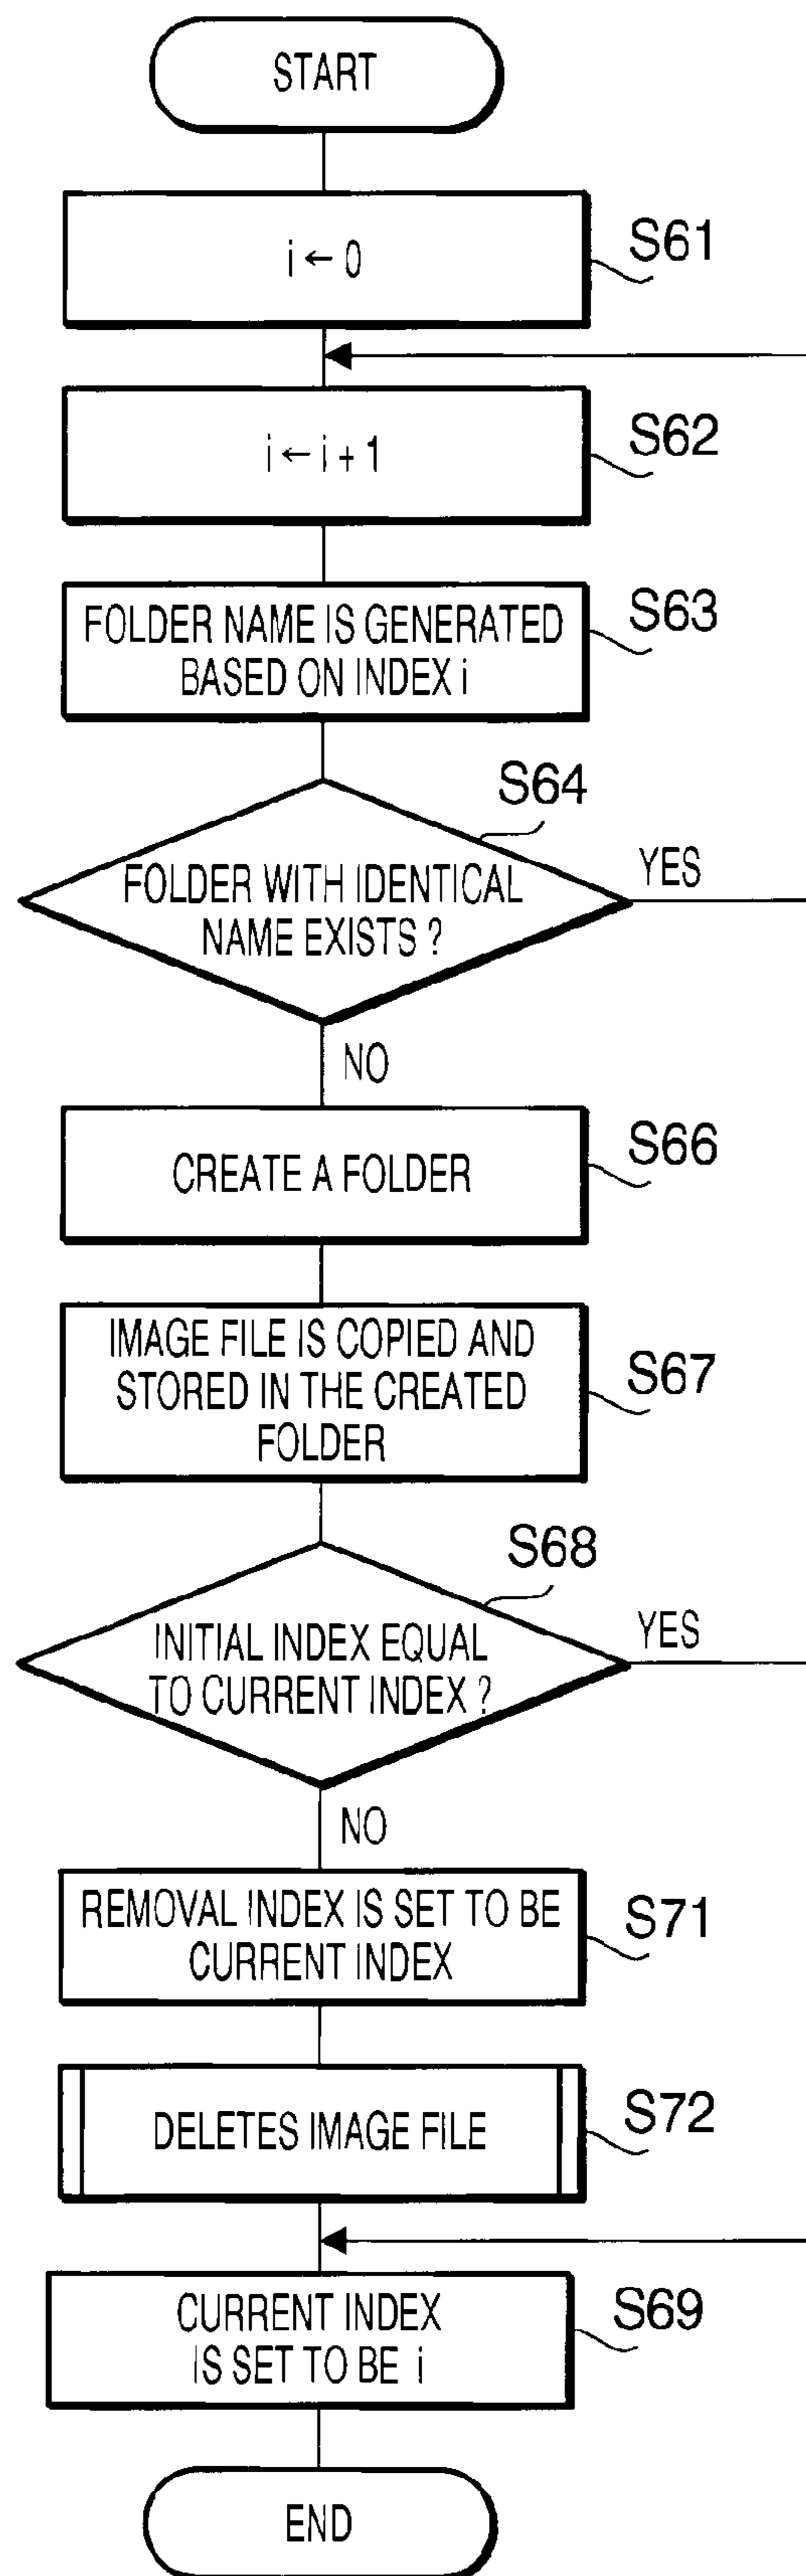 START
i ← 0
S61
i ← i + 1
S62
FOLDER NAME IS GENERATED
BASED ON INDEX i
S63
S64
FOLDER WITH IDENTICAL
NAME EXISTS ?
YES
NO
CREATE A FOLDER
S66
IMAGE FILE IS COPIED AND
STORED IN THE CREATED
FOLDER
S67
S68
INITIAL INDEX EQUAL
TO CURRENT INDEX ?
YES
NO
REMOVAL INDEX IS SET TO BE
CURRENT INDEX
S71
DELETES IMAGE FILE
S72
CURRENT INDEX
IS SET TO BE i
S69
END